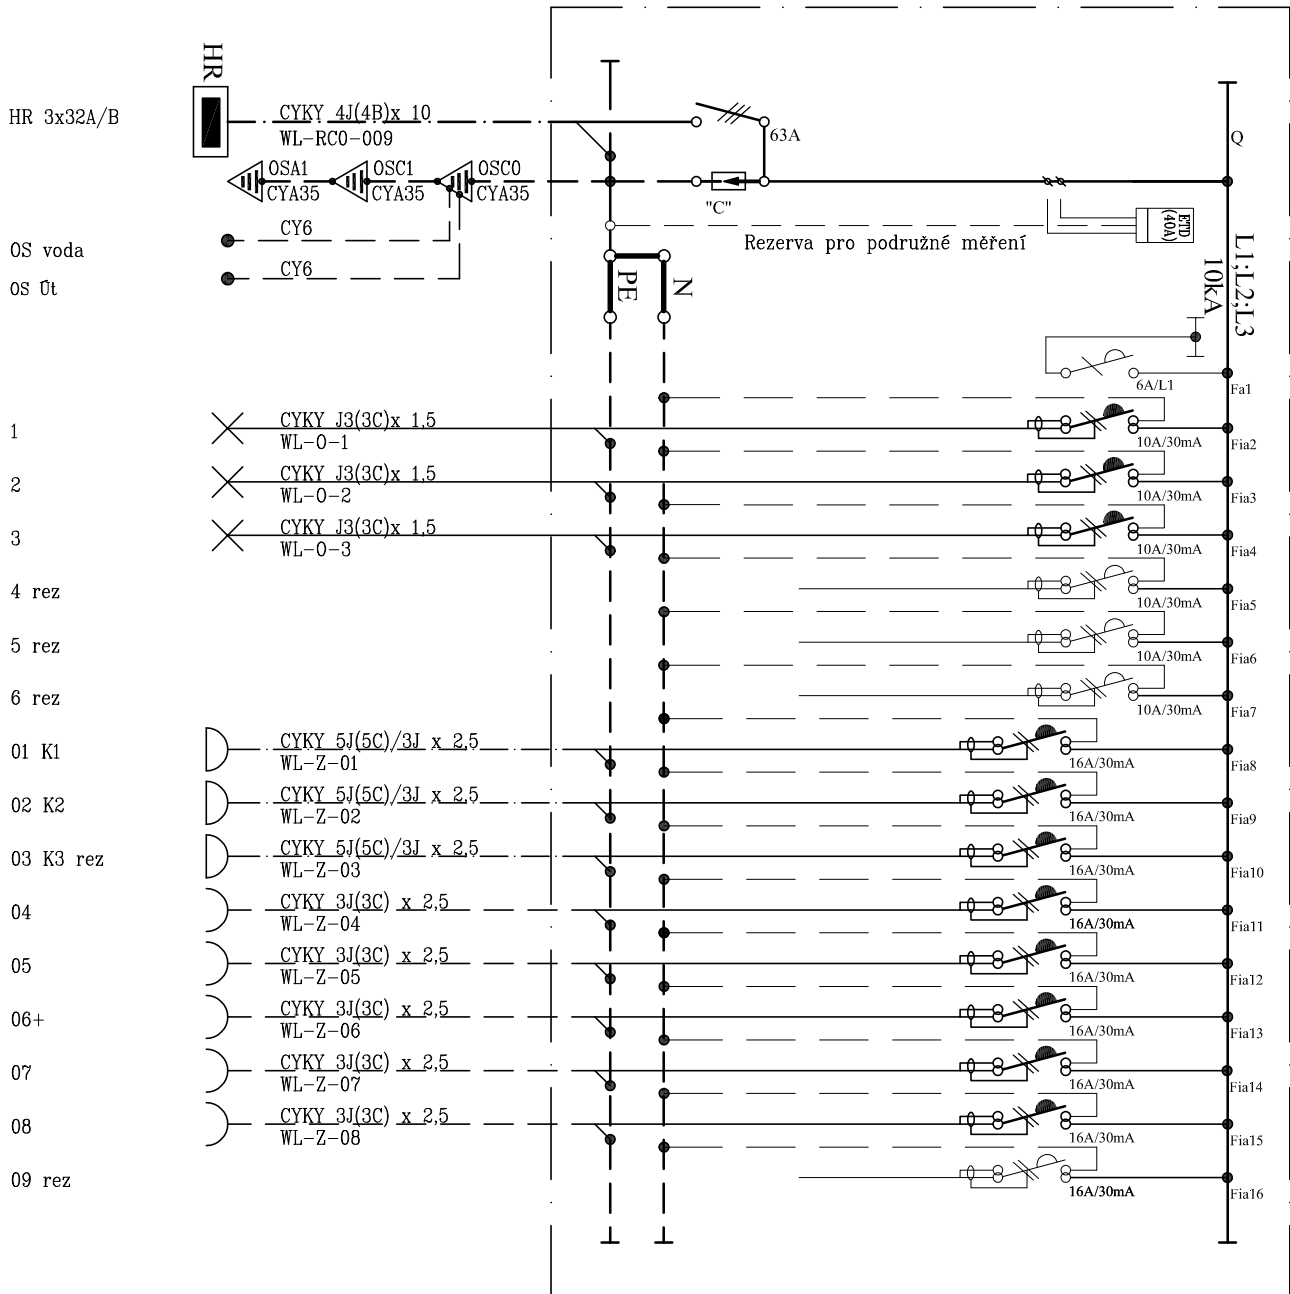 HR
HR 3x32A/B
CYKY 4J(4B)x 10
WL-RC0-009
63A
Q
OSA1
CYA35
OSC1
CYA35
OSC0
CYA35
"C"
ETD
(40A)
CY6
OS voda
Rezerva pro podružné měření
CY6
OS Út
PE
N
L1;L2;L3
10kA
6A/L1
Fa1
1
CYKY J3(3C)x 1,5
WL-O-1
10A/30mA
Fia2
2
CYKY J3(3C)x 1,5
WL-O-2
10A/30mA
Fia3
3
CYKY J3(3C)x 1,5
WL-O-3
10A/30mA
Fia4
4 rez
10A/30mA
Fia5
5 rez
10A/30mA
Fia6
6 rez
10A/30mA
Fia7
01 K1
CYKY 5J(5C)/3J x 2,5
WL-Z-01
16A/30mA
Fia8
02 K2
CYKY 5J(5C)/3J x 2,5
WL-Z-02
16A/30mA
Fia9
03 K3 rez
CYKY 5J(5C)/3J x 2,5
WL-Z-03
16A/30mA
Fia10
04
CYKY 3J(3C) x 2,5
WL-Z-04
16A/30mA
Fia11
05
CYKY 3J(3C) x 2,5
WL-Z-05
16A/30mA
Fia12
06+
CYKY 3J(3C) x 2,5
WL-Z-06
16A/30mA
Fia13
07
CYKY 3J(3C) x 2,5
WL-Z-07
16A/30mA
Fia14
08
CYKY 3J(3C) x 2,5
WL-Z-08
16A/30mA
Fia15
09 rez
16A/30mA
Fia16